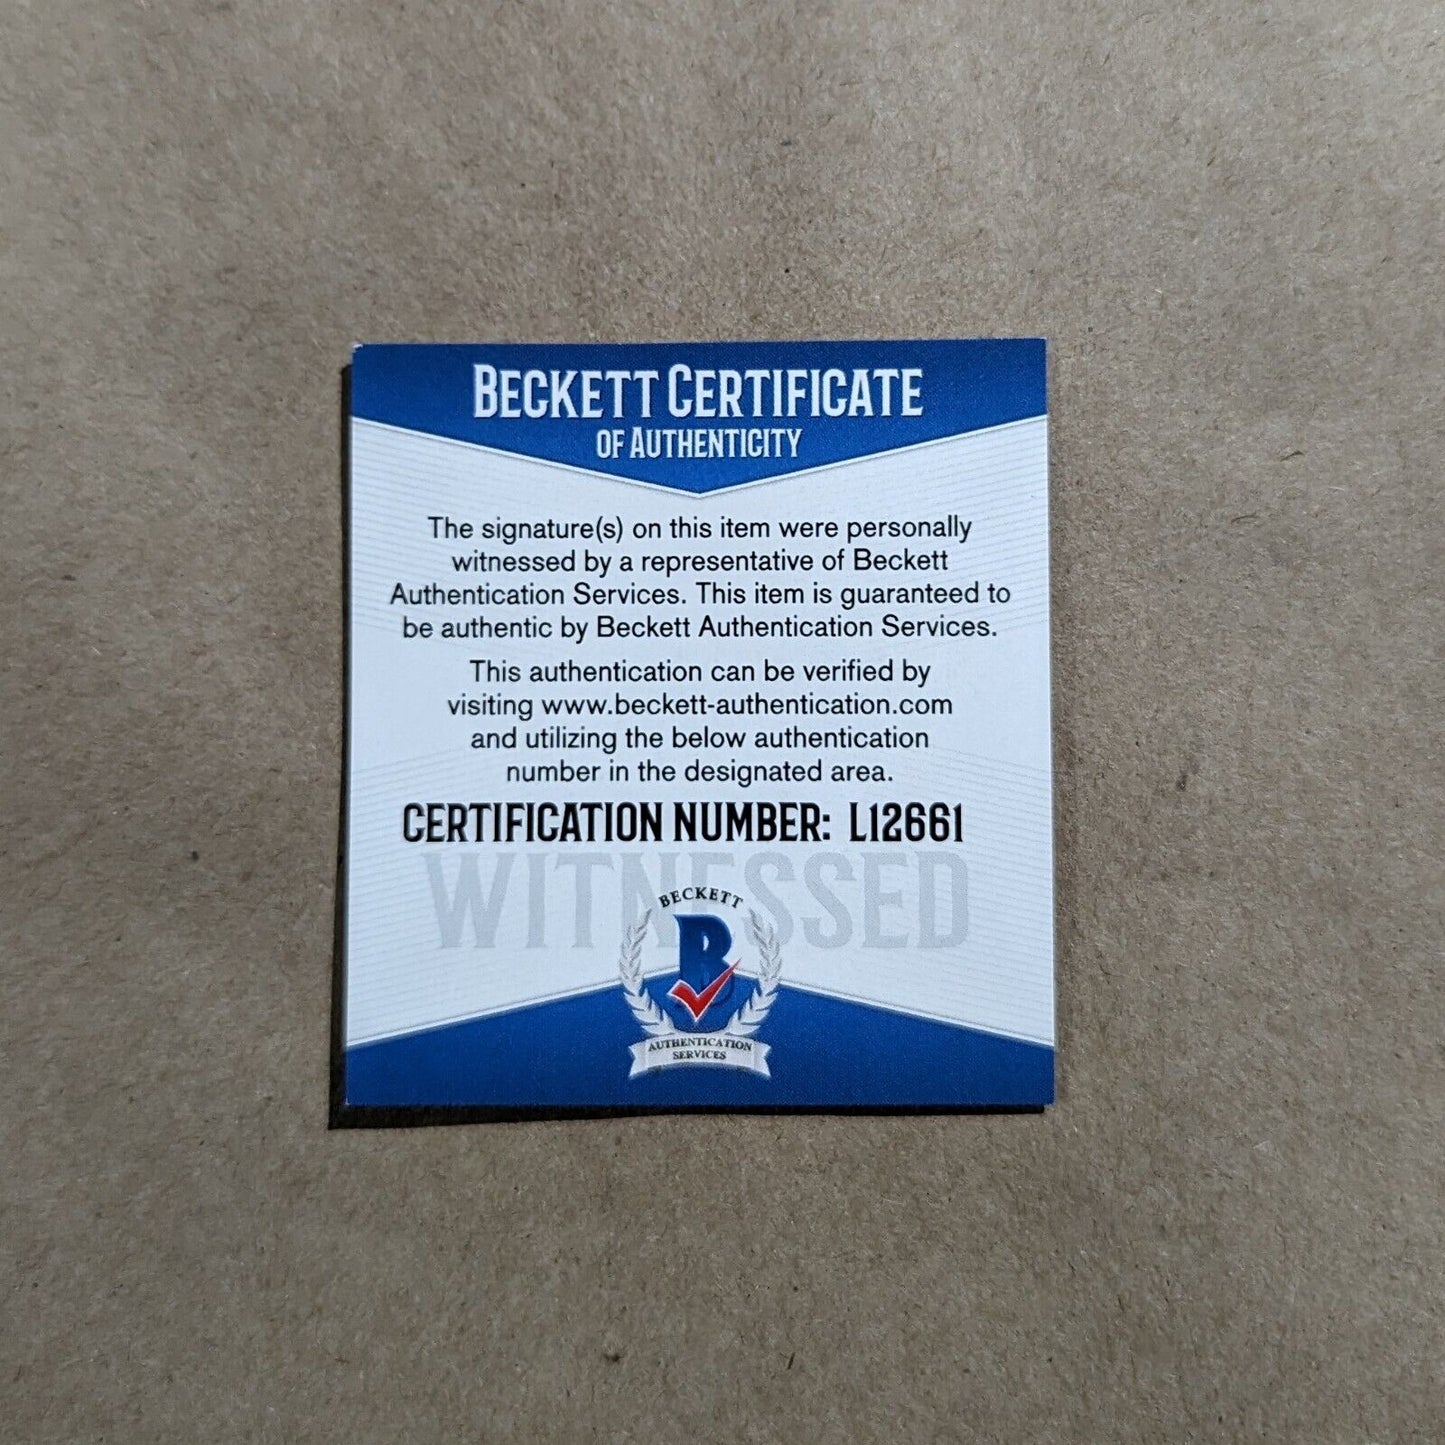 BECKETT CERTIFICATE
OF AUTHENTICITY
The signature(s) on this item were personally
witnessed by a representative of Beckett
Authentication Services. This item is guaranteed to
be authentic by Beckett Authentication Services.
This authentication can be verified by
visiting www.beckett-authentication.com
and utilizing the below authentication
number in the designated area.
CERTIFICATION NUMBER: L12661
WITNESSED
BECKETT
B
AUTHENTICATION
SERVICES